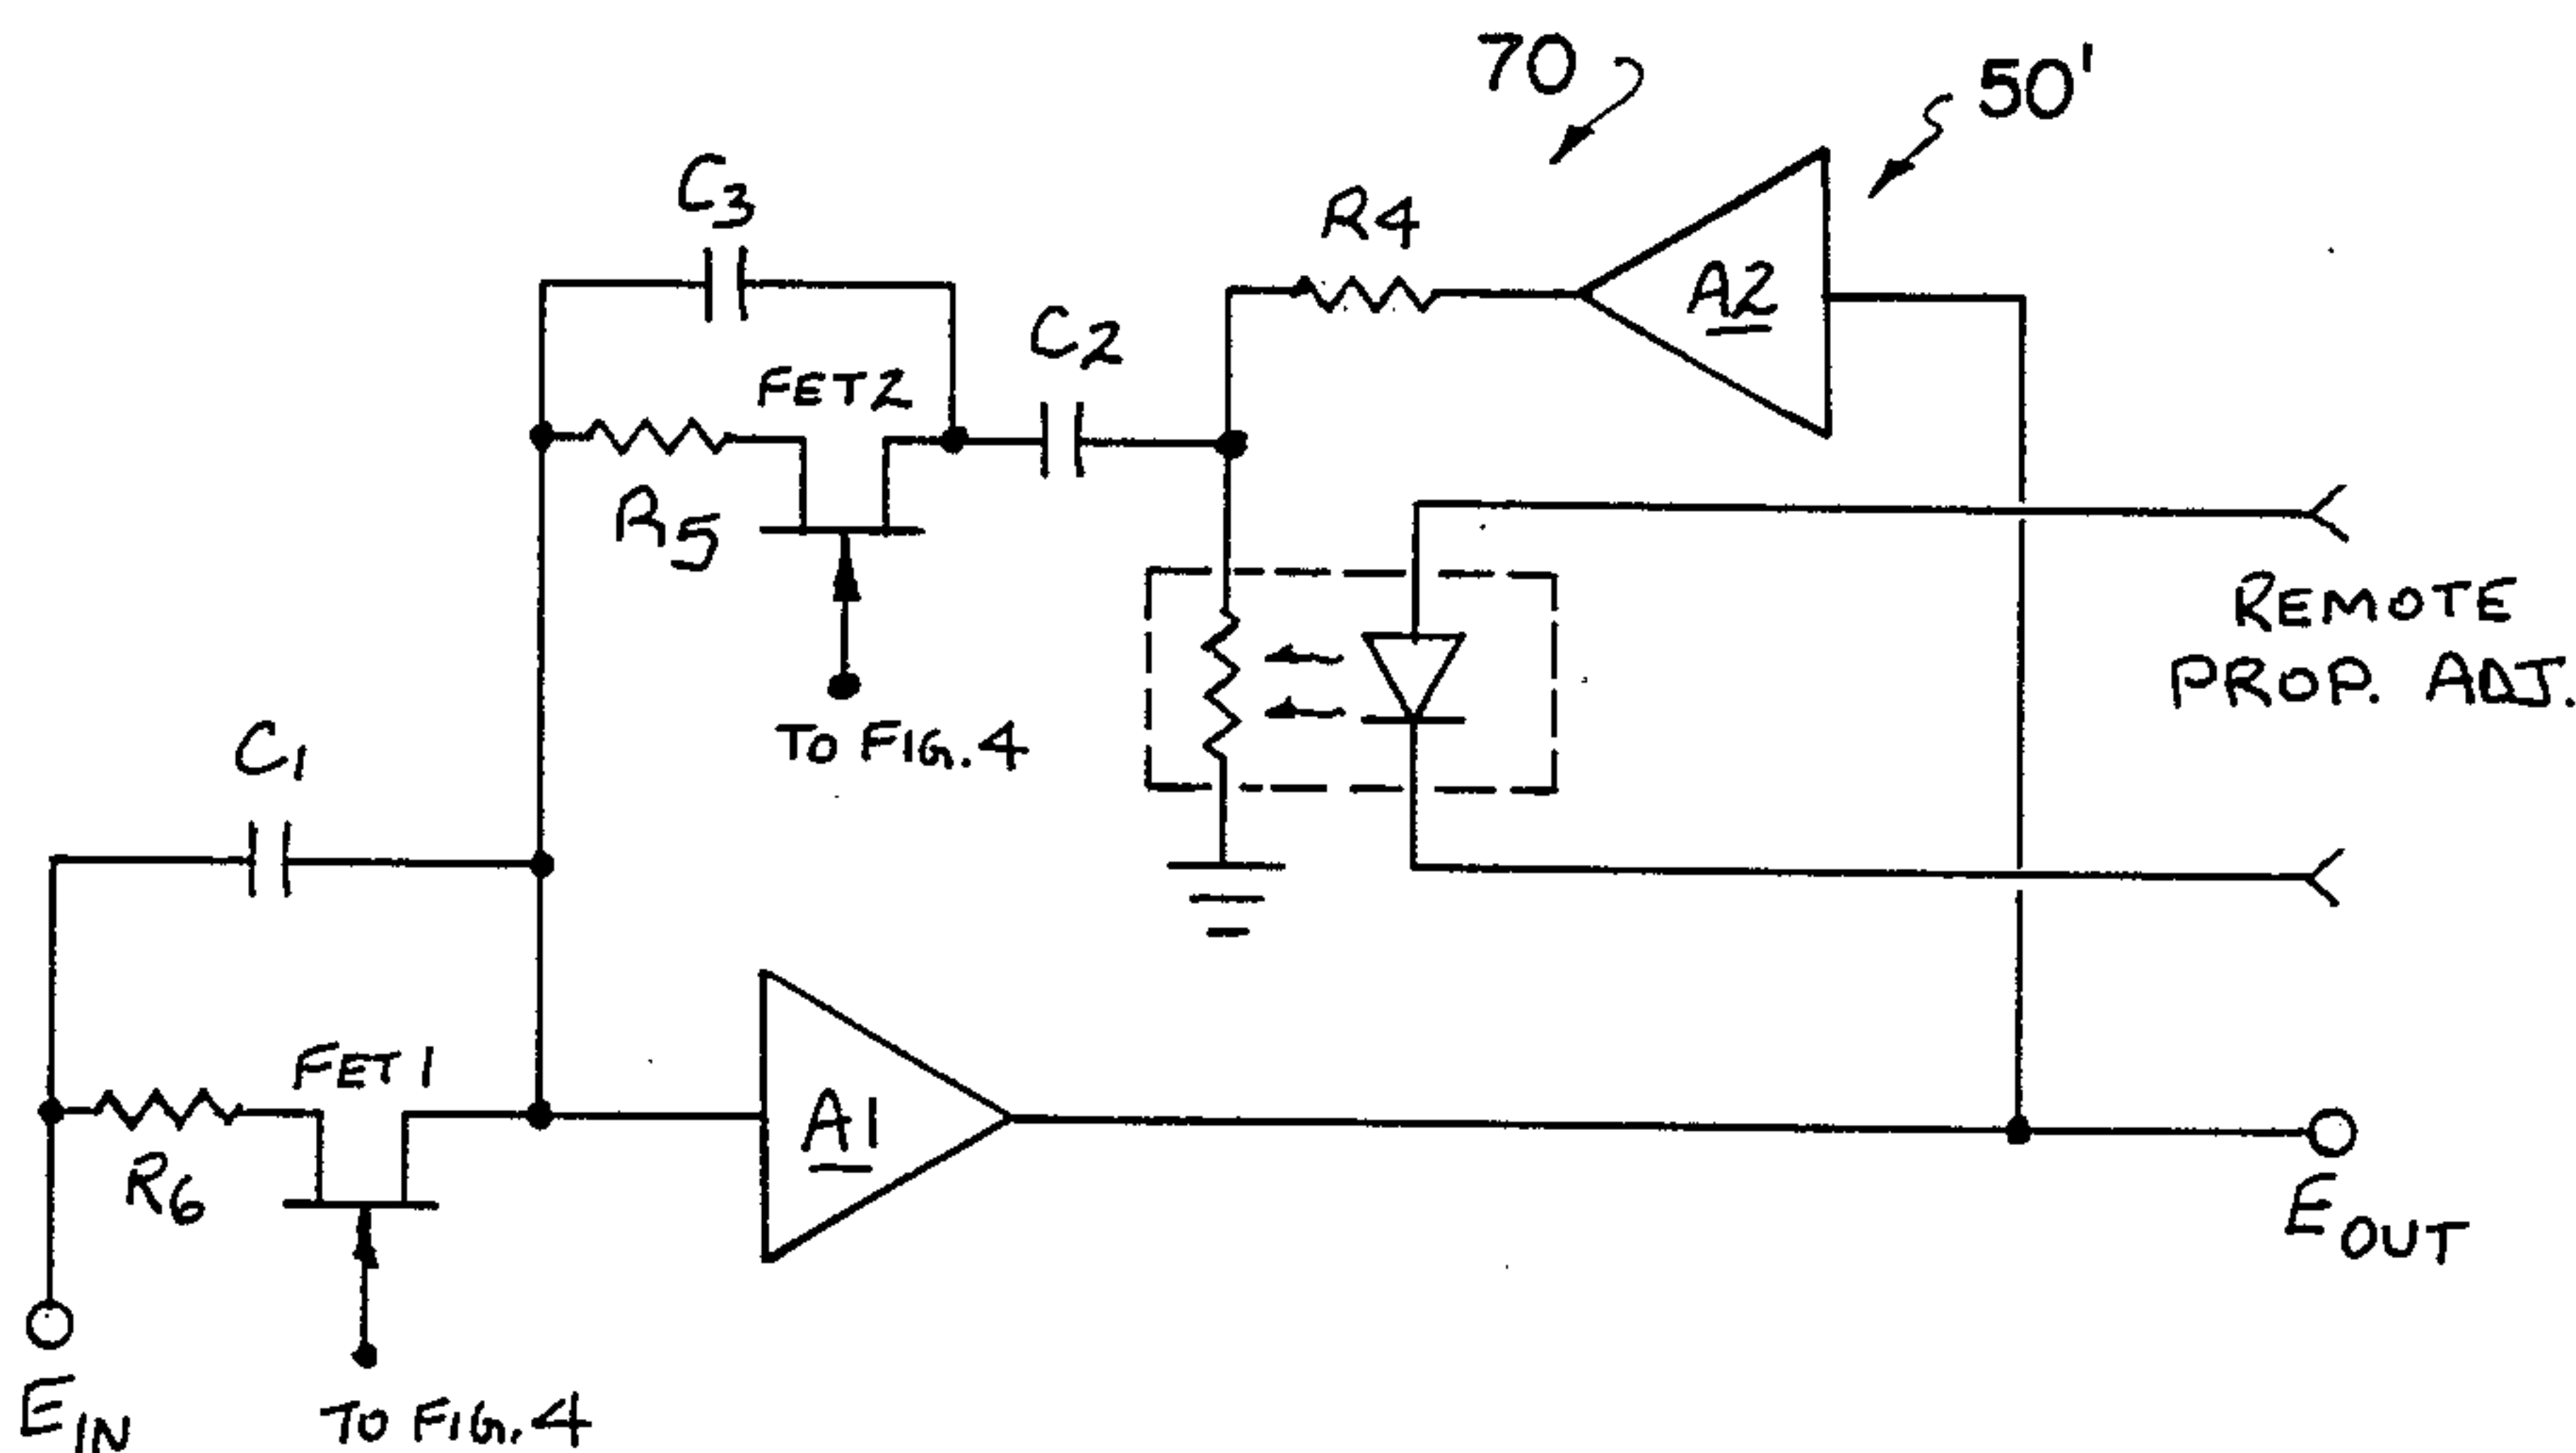 70
50'
C3
R4
A2
C2
FET2
R5
TO FIG. 4
REMOTE
PROP. ADJ.
C1
FET1
A1
R6
EOUT
EIN
TO FIG. 4